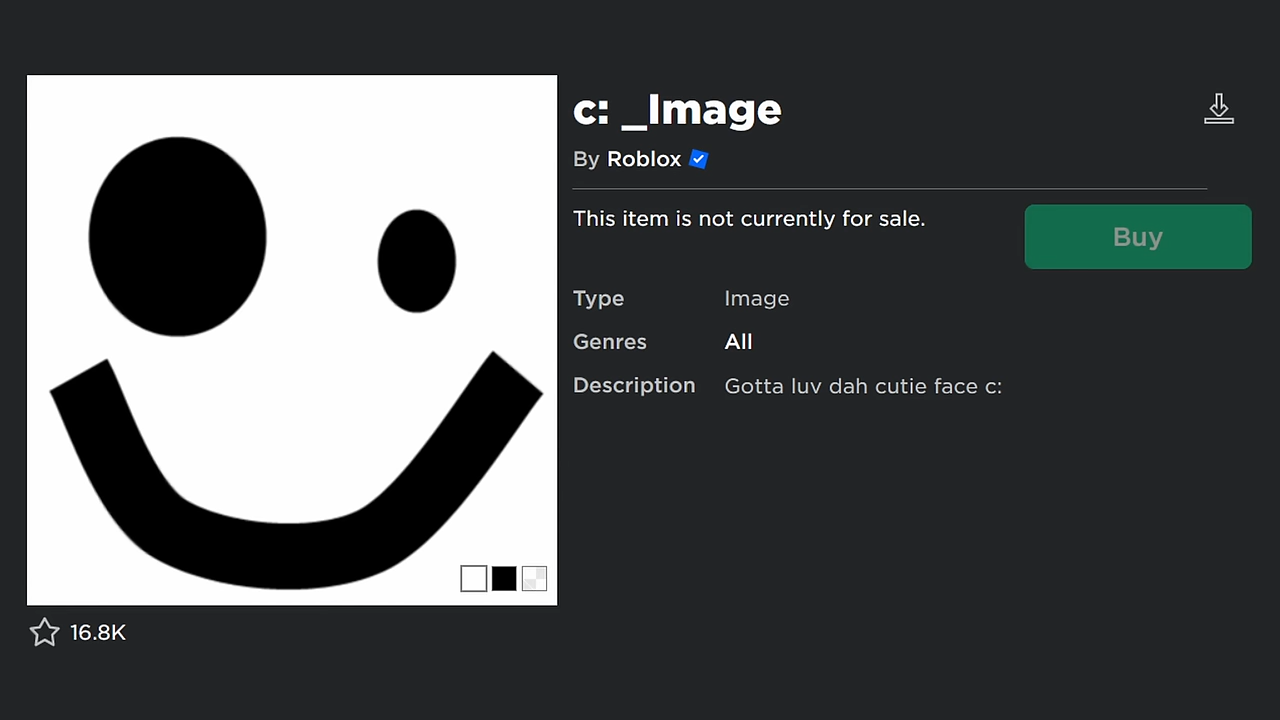 c: _Image
By Roblox
This item is not currently for sale.
Buy
Type Image
Genres All
Description Gotta luv dah cutie face c:
16.8K